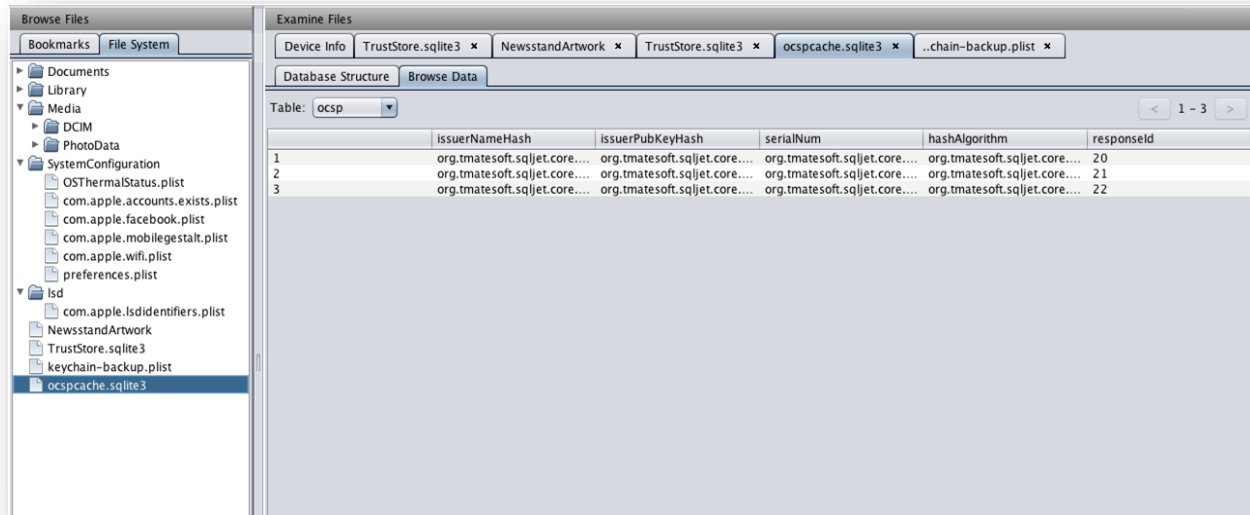 Browse Files
Bookmarks File System
Documents
Library
Media
DCIM
PhotoData
SystemConfiguration
OSThermalStatus.plist
com.apple.accounts.exists.plist
com.apple.facebook.plist
com.apple.mobilegestalt.plist
com.apple.wifi.plist
preferences.plist
lsd
com.apple.lsdidentifiers.plist
NewsstandArtwork
TrustStore.sqlite3
keychain-backup.plist
ocspcache.sqlite3
Examine Files
Device Info TrustStore.sqlite3 × NewsstandArtwork × TrustStore.sqlite3 × ocspcache.sqlite3 × ..chain-backup.plist ×
Database Structure Browse Data
Table: ocsp < 1 - 3 >
issuerNameHash issuerPubKeyHash serialNum hashAlgorithm responseId
1 org.tmatesoft.sqljet.core.... org.tmatesoft.sqljet.core.... org.tmatesoft.sqljet.core.... org.tmatesoft.sqljet.core.... 20
2 org.tmatesoft.sqljet.core.... org.tmatesoft.sqljet.core.... org.tmatesoft.sqljet.core.... org.tmatesoft.sqljet.core.... 21
3 org.tmatesoft.sqljet.core.... org.tmatesoft.sqljet.core.... org.tmatesoft.sqljet.core.... org.tmatesoft.sqljet.core.... 22